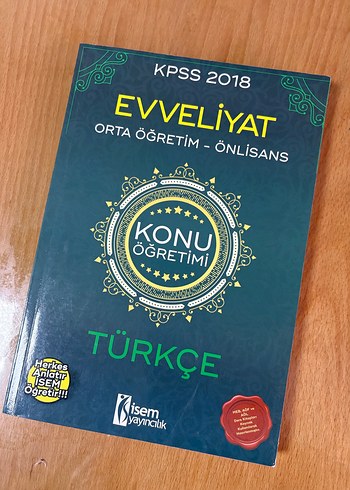 KPSS 2018
EVVELİYAT
ORTA ÖĞRETİM - ÖNLİSANS
KONU
ÖĞRETİMİ
TÜRKÇE
Herkes
Anlatır
İSEM
Öğretir!!!
isem
yayıncılık